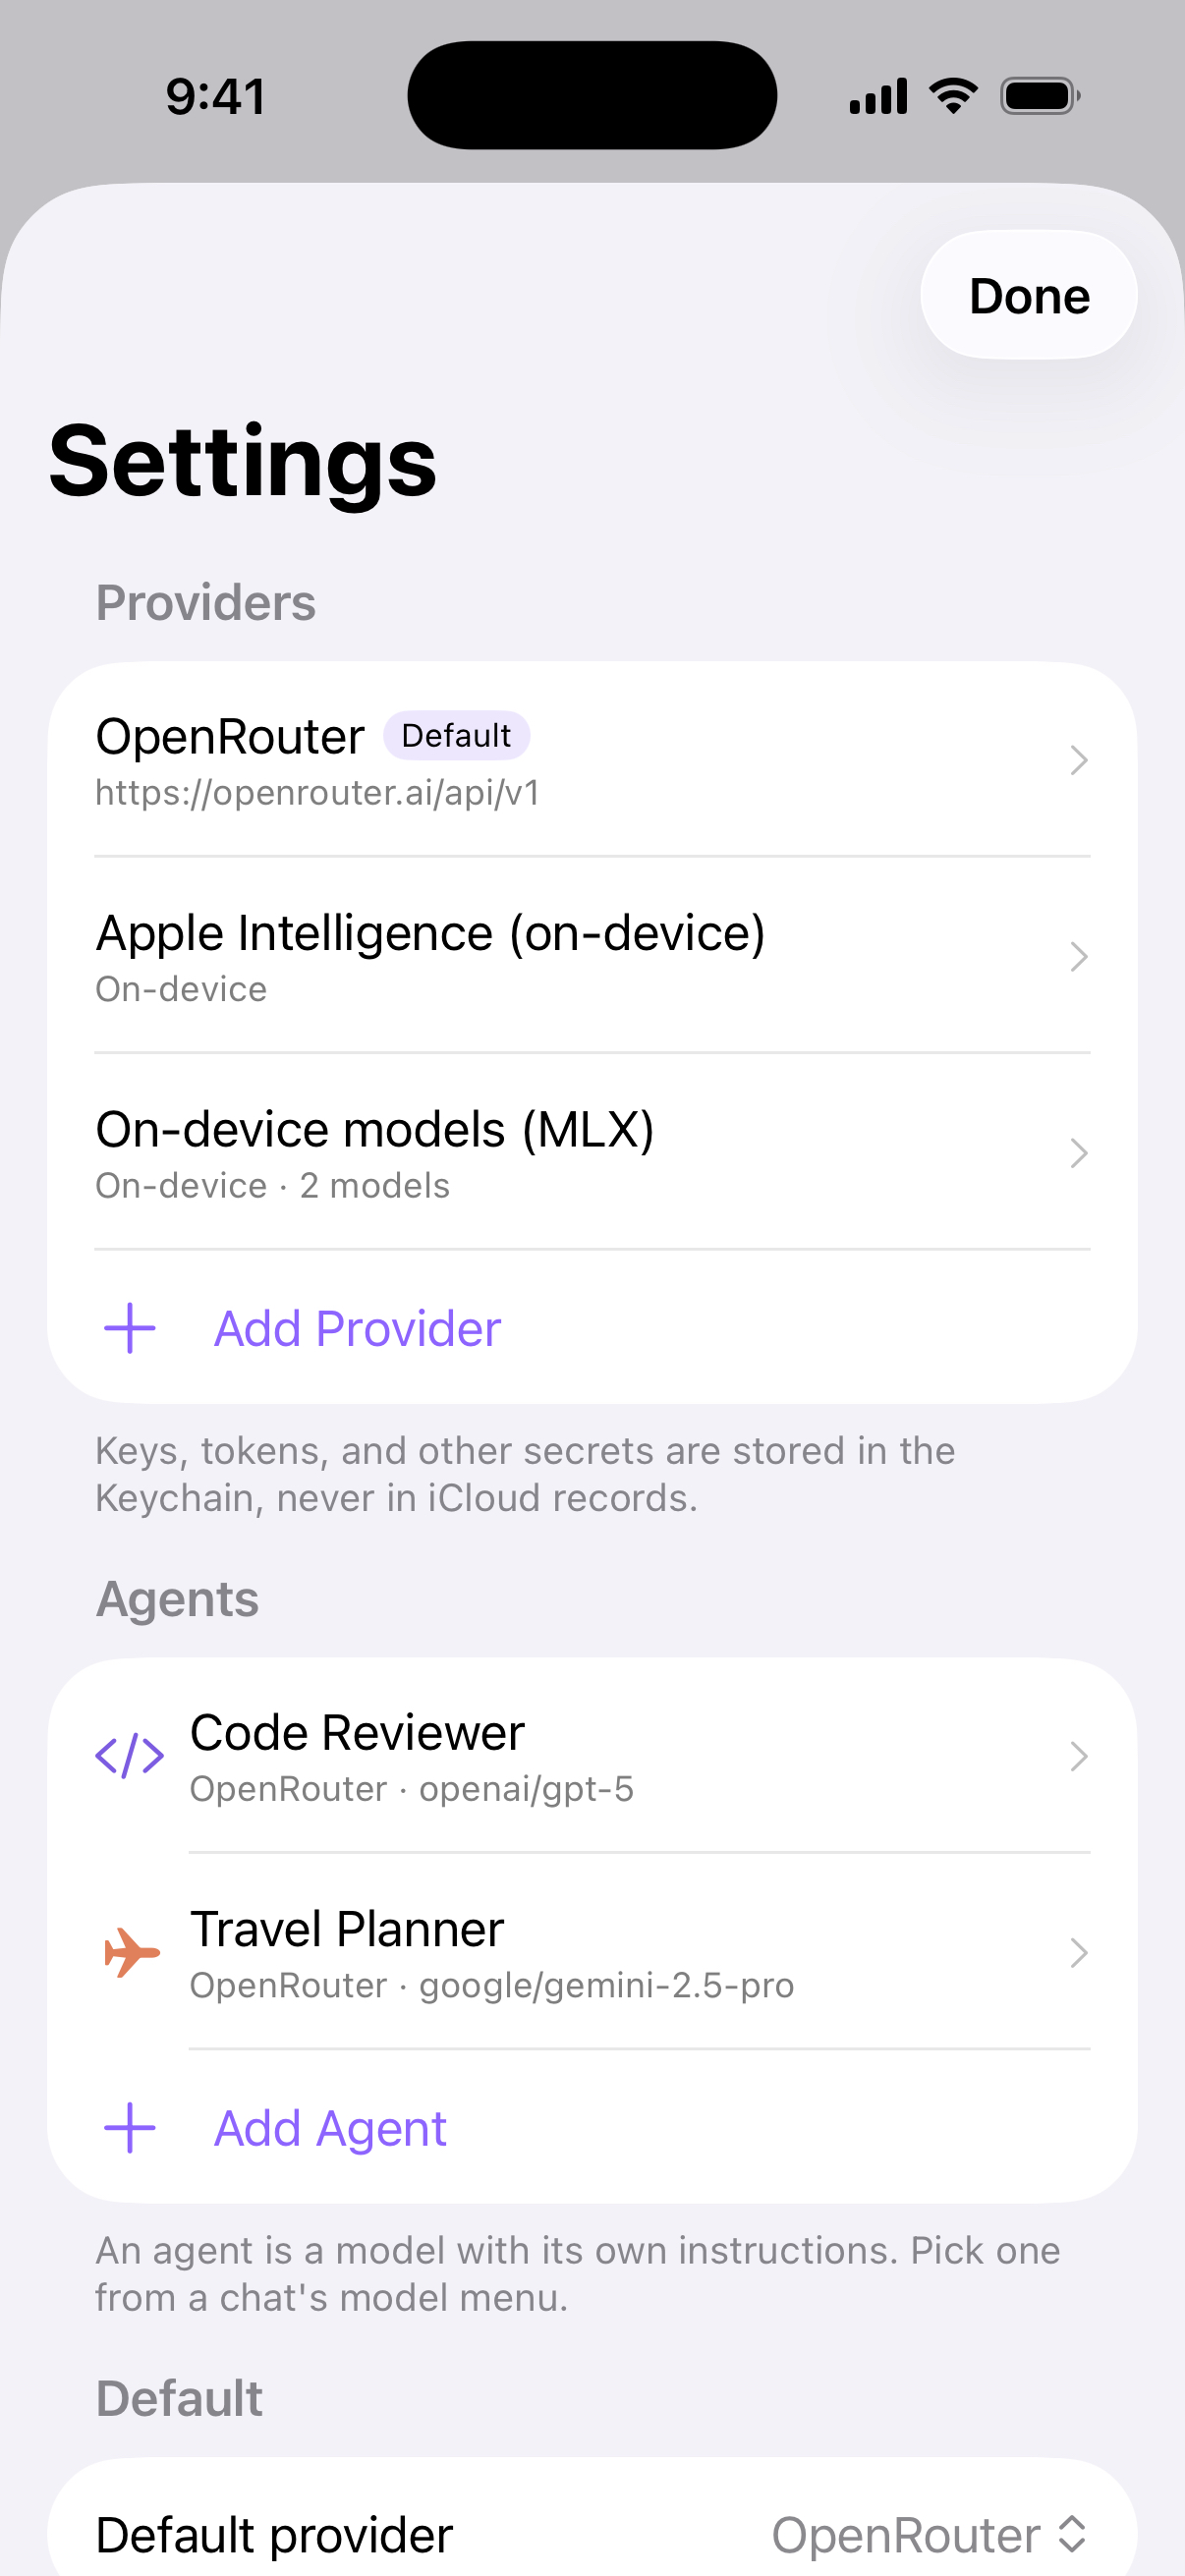 9:41
Done
Settings
Providers
OpenRouter Default
https://openrouter.ai/api/v1
Apple Intelligence (on-device)
On-device
On-device models (MLX)
On-device · 2 models
Add Provider
Keys, tokens, and other secrets are stored in the
Keychain, never in iCloud records.
Agents
Code Reviewer
OpenRouter · openai/gpt-5
Travel Planner
OpenRouter · google/gemini-2.5-pro
Add Agent
An agent is a model with its own instructions. Pick one
from a chat's model menu.
Default
Default provider OpenRouter